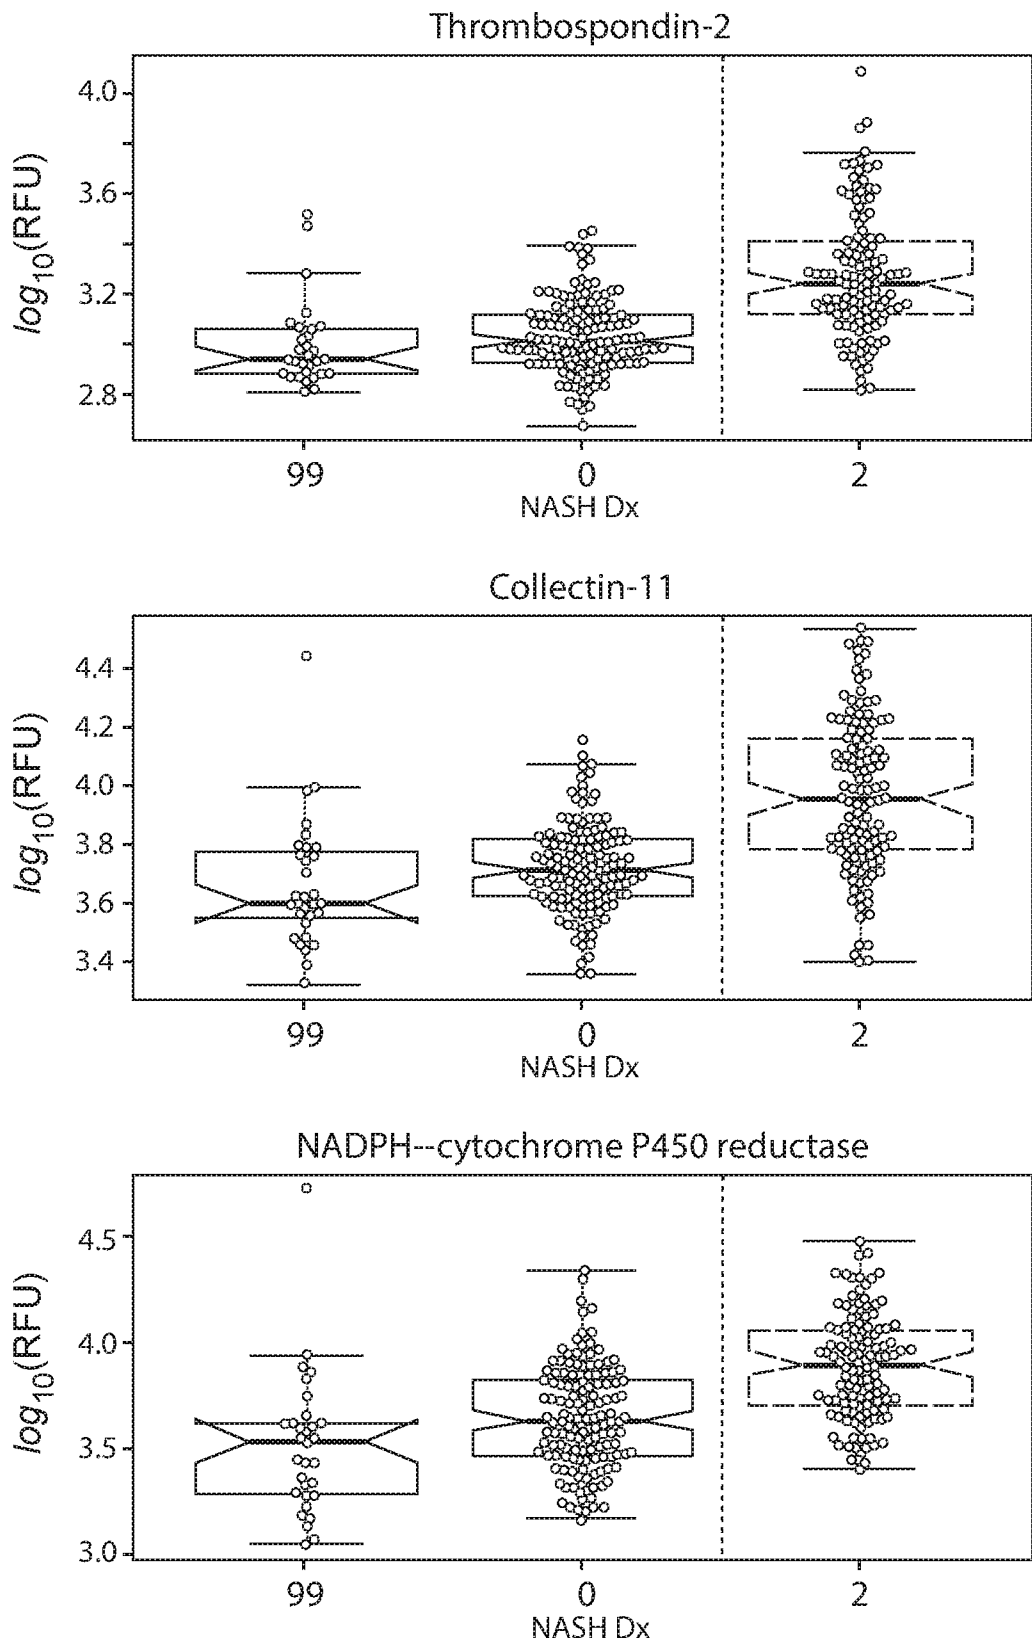 Thrombospondin-2
log10(RFU)
4.0
3.6
3.2
2.8
99 0 2
NASH Dx
Collectin-11
log10(RFU)
4.4
4.2
4.0
3.8
3.6
3.4
99 0 2
NASH Dx
NADPH--cytochrome P450 reductase
log10(RFU)
4.5
4.0
3.5
3.0
99 0 2
NASH Dx